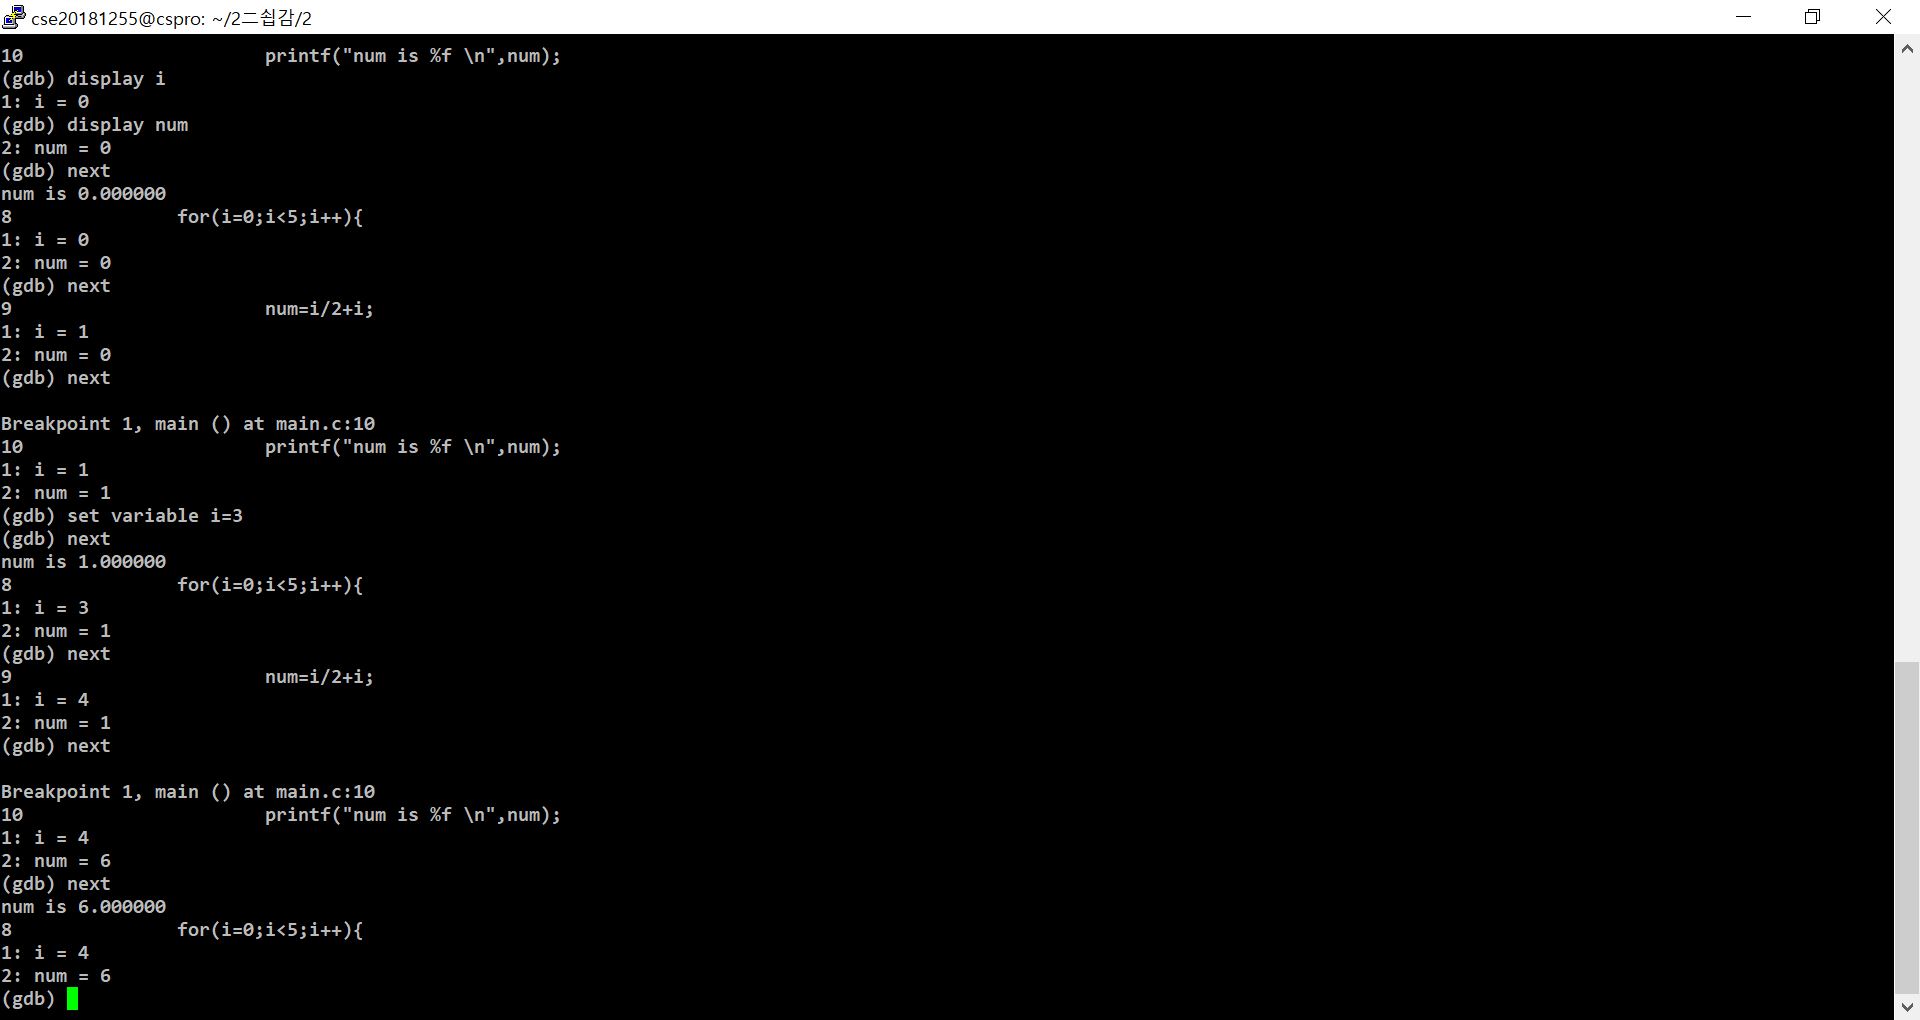 cse20181255@cspro: ~/2二쉽감/2
10                      printf("num is %f \n",num);
(gdb) display i
1: i = 0
(gdb) display num
2: num = 0
(gdb) next
num is 0.000000
8               for(i=0;i<5;i++){
1: i = 0
2: num = 0
(gdb) next
9                       num=i/2+i;
1: i = 1
2: num = 0
(gdb) next
Breakpoint 1, main () at main.c:10
10                      printf("num is %f \n",num);
1: i = 1
2: num = 1
(gdb) set variable i=3
(gdb) next
num is 1.000000
8               for(i=0;i<5;i++){
1: i = 3
2: num = 1
(gdb) next
9                       num=i/2+i;
1: i = 4
2: num = 1
(gdb) next
Breakpoint 1, main () at main.c:10
10                      printf("num is %f \n",num);
1: i = 4
2: num = 6
(gdb) next
num is 6.000000
8               for(i=0;i<5;i++){
1: i = 4
2: num = 6
(gdb)